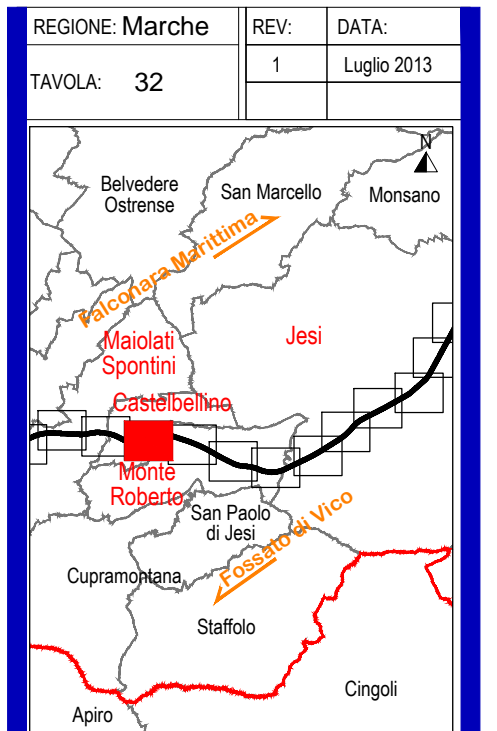 REGIONE: Marche
REV:
DATA:
TAVOLA: 32
1
Luglio 2013
N
Belvedere
Ostrense
San Marcello
Monsano
Falconara Marittima
Maiolati
Spontini
Jesi
Castelbellino
Monte
Roberto
San Paolo
di Jesi
Fossato di Vico
Cupramontana
Staffolo
Cingoli
Apiro